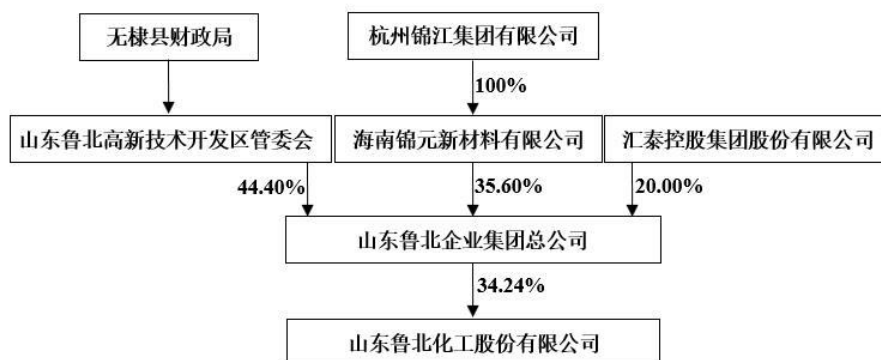 无棣县财政局
杭州锦江集团有限公司
100%
山东鲁北高新技术开发区管委会
海南锦元新材料有限公司
汇泰控股集团股份有限公司
44.40%
35.60%
20.00%
山东鲁北企业集团总公司
34.24%
山东鲁北化工股份有限公司